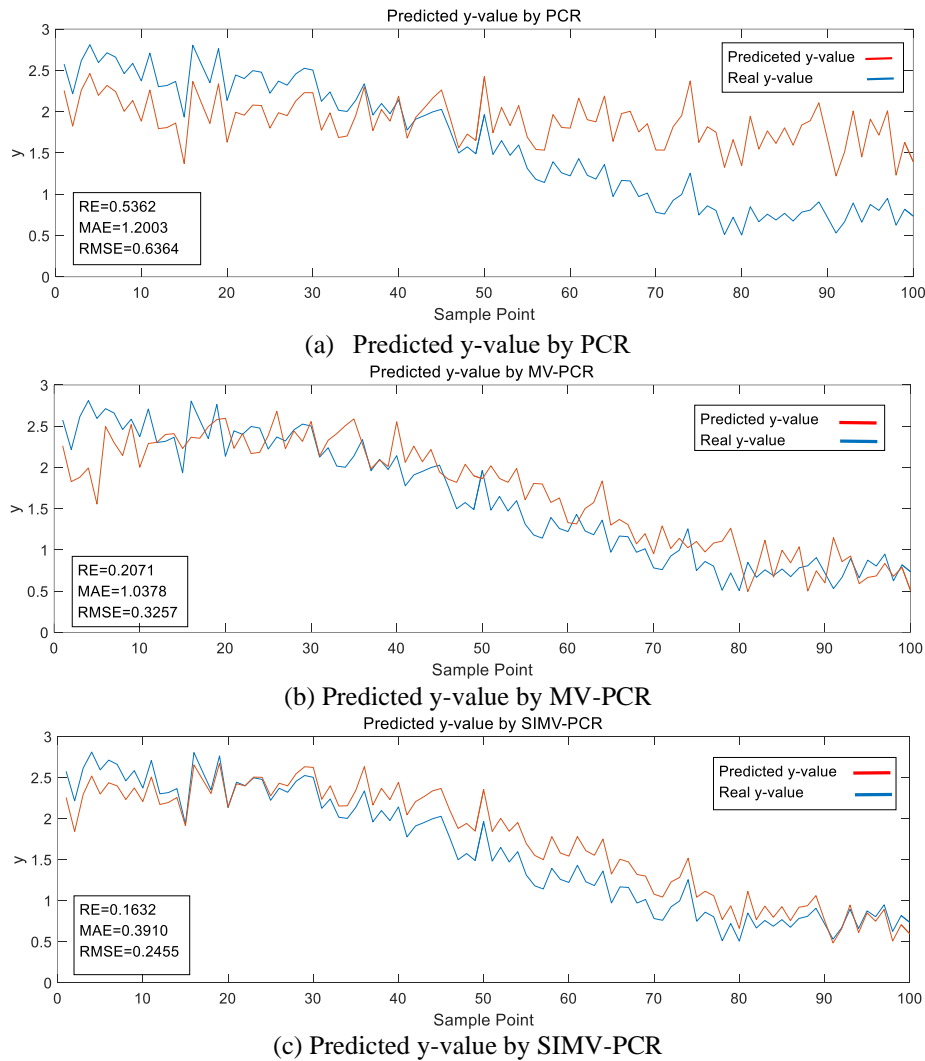 Predicted y-value by PCR
3
2.5
2
1.5
1
0.5
0
y
Prediceted y-value
Real y-value
RE=0.5362
MAE=1.2003
RMSE=0.6364
0 10 20 30 40 50 60 70 80 90 100
Sample Point
(a) Predicted y-value by PCR
Predicted y-value by MV-PCR
3
2.5
2
1.5
1
0.5
0
y
Predicted y-value
Real y-value
RE=0.2071
MAE=1.0378
RMSE=0.3257
0 10 20 30 40 50 60 70 80 90 100
Sample Point
(b) Predicted y-value by MV-PCR
Predicted y-value by SIMV-PCR
3
2.5
2
1.5
1
0.5
0
y
Predicted y-value
Real y-value
RE=0.1632
MAE=0.3910
RMSE=0.2455
0 10 20 30 40 50 60 70 80 90 100
Sample Point
(c) Predicted y-value by SIMV-PCR